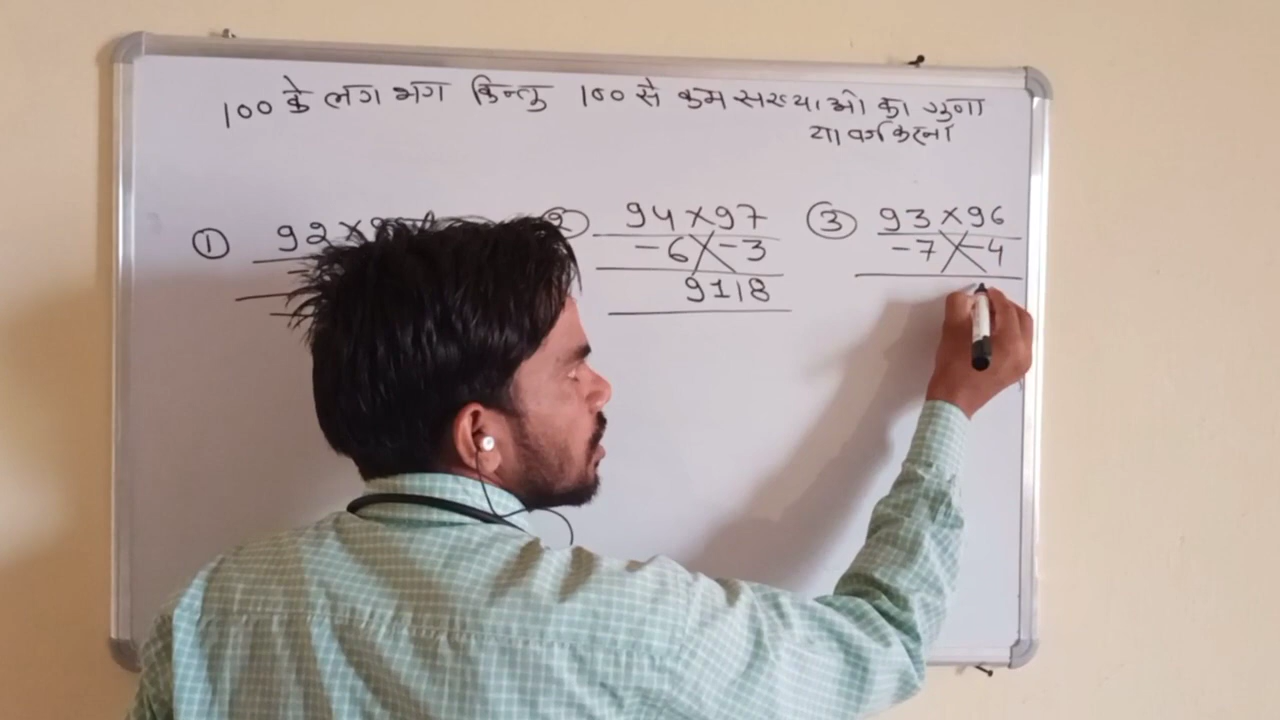 100 के लगभग किन्तु 100 से कम सख्याओ का गुना
या वर्ग करना
① 92 ×
② 94 × 97
-6 -3
9118
③ 93 × 96
-7 -4